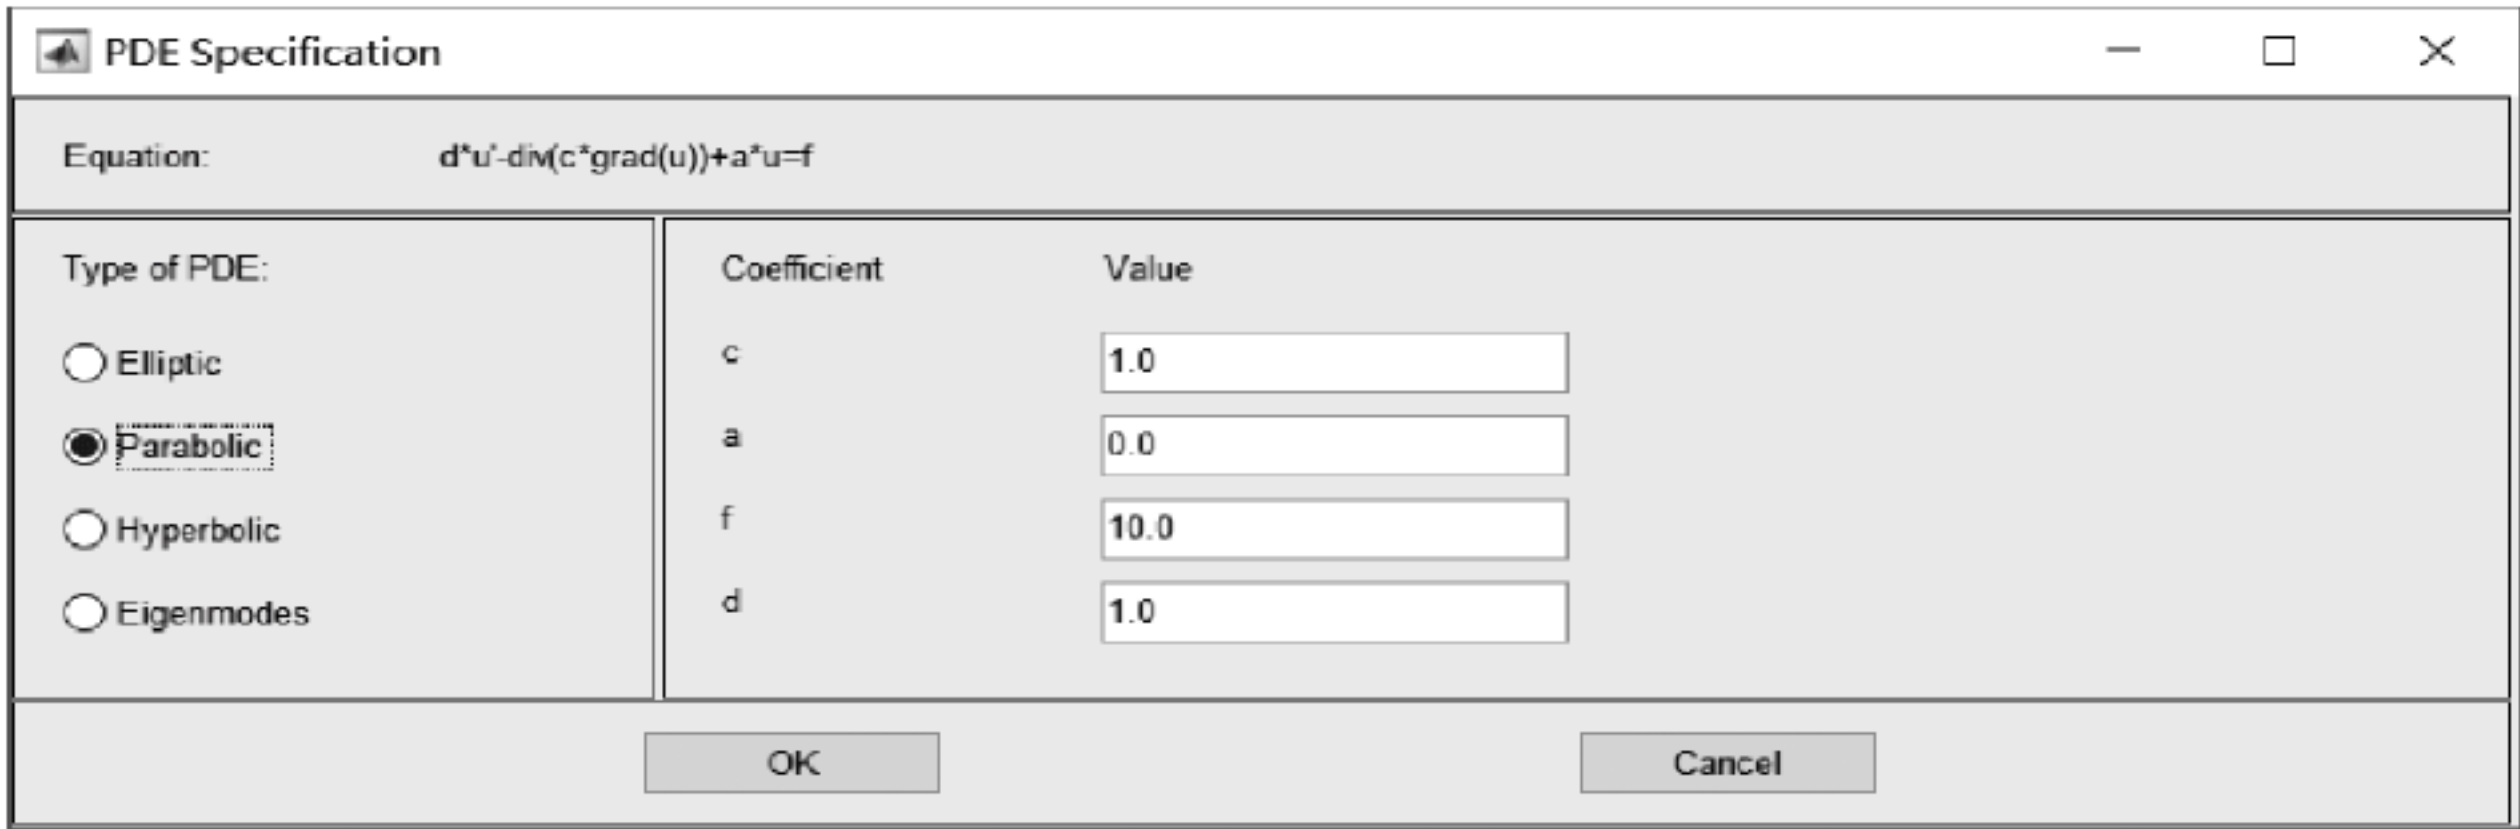 PDE Specification
Equation: d*u'-div(c*grad(u))+a*u=f
Type of PDE:
Elliptic
Parabolic
Hyperbolic
Eigenmodes
Coefficient Value
c 1.0
a 0.0
f 10.0
d 1.0
OK Cancel